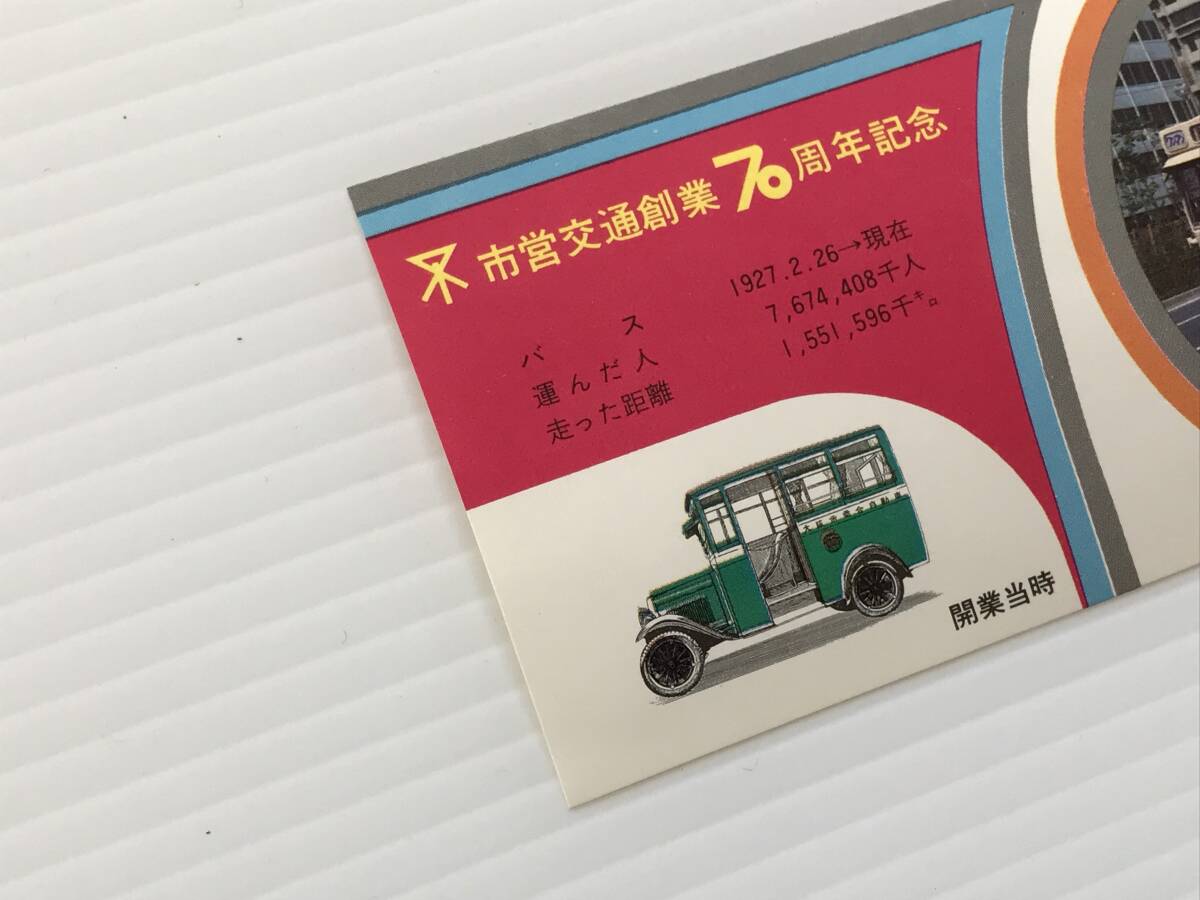 市営交通創業70周年記念
バス 1927.2.26→現在
運んだ人 7,674,408千人
走った距離 1,551,596千㌔
開業当時